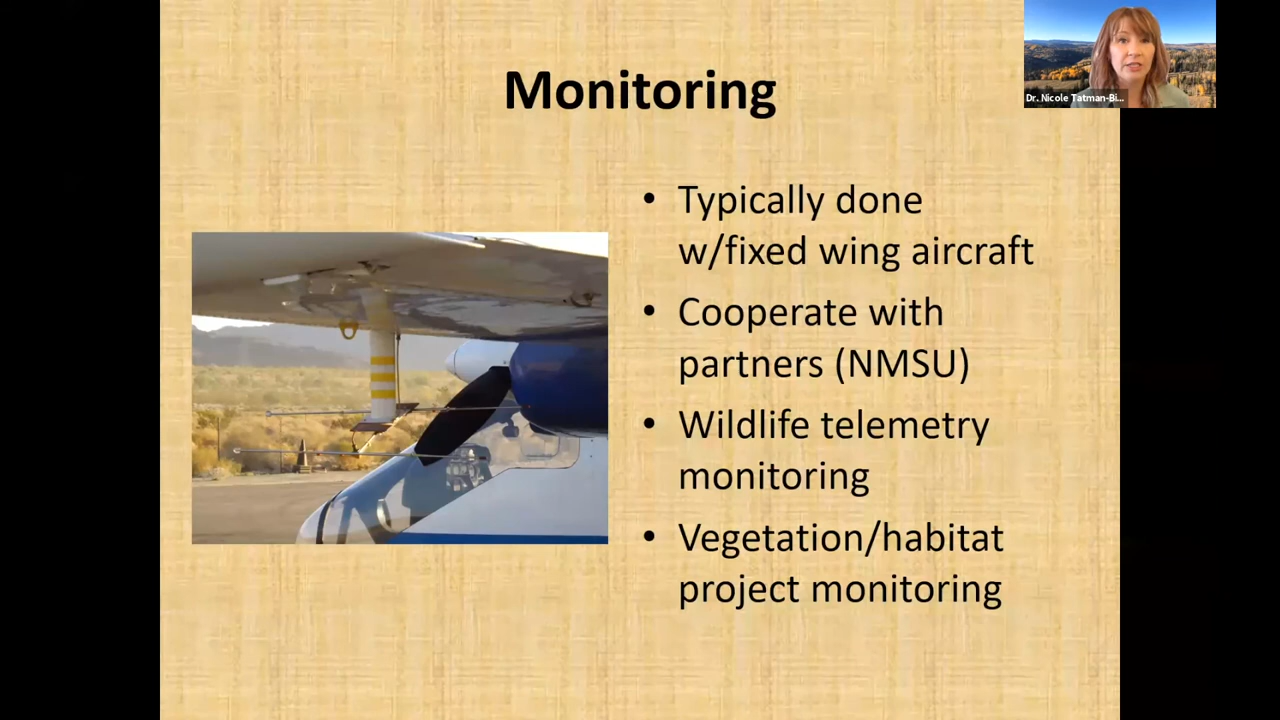 Monitoring
Dr. Nicole Tatman-Bi...
• Typically done
w/fixed wing aircraft
• Cooperate with
partners (NMSU)
• Wildlife telemetry
monitoring
• Vegetation/habitat
project monitoring